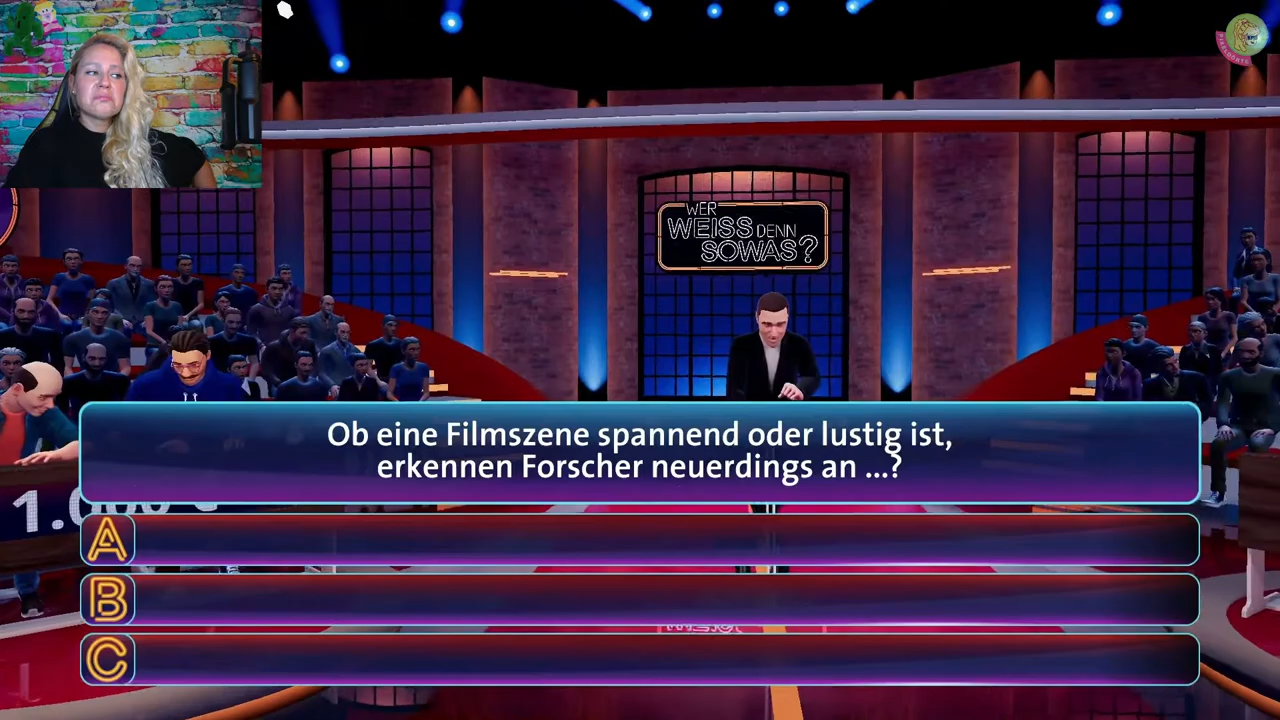 WER
WEISS DENN
SOWAS?
Ob eine Filmszene spannend oder lustig ist,
erkennen Forscher neuerdings an ...?
A
B
C